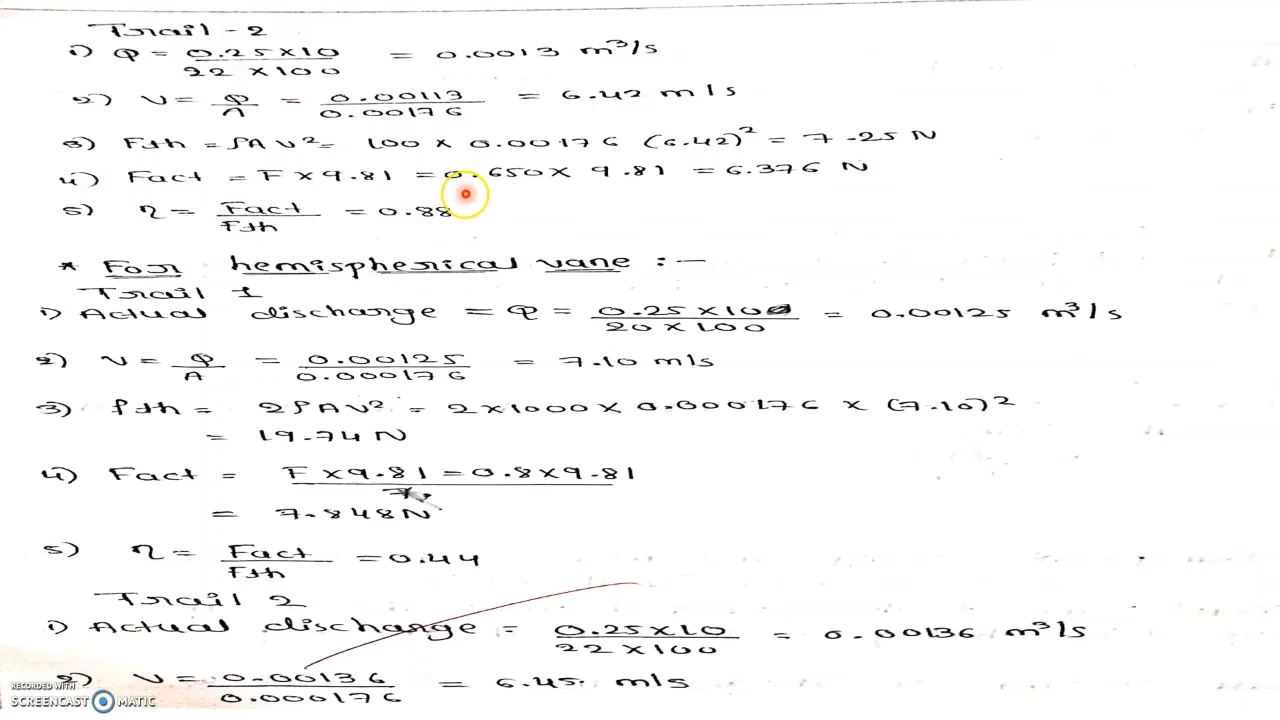 Trail - 2
1) Q = 0.25 × 10 / 22 × 100 = 0.0013 m³/s
2) V = Q / A = 0.00113 / 0.00176 = 6.42 m/s
3) Fth = ρAV² = 100 × 0.00176 (6.42)² = 7.25 N
4) Fact = F × 9.81 = 0.650 × 9.81 = 6.376 N
5) η = Fact / Fth = 0.88
* For hemispherical vane :-
Trail 1
1) Actual discharge = Q = 0.25 × 100 / 20 × 100 = 0.00125 m³/s
2) V = Q / A = 0.00125 / 0.000176 = 7.10 m/s
3) Fth = 2ρAV² = 2 × 1000 × 0.000176 × (7.10)²
= 19.74 N
4) Fact = F × 9.81 = 0.8 × 9.81
= 7.848 N
5) η = Fact / Fth = 0.44
Trail 2
1) Actual discharge = 0.25 × 10 / 22 × 100 = 0.00136 m³/s
2) V = 0.00136 / 0.000176 = 6.45 m/s
RECORDED WITH
SCREENCAST MATIC